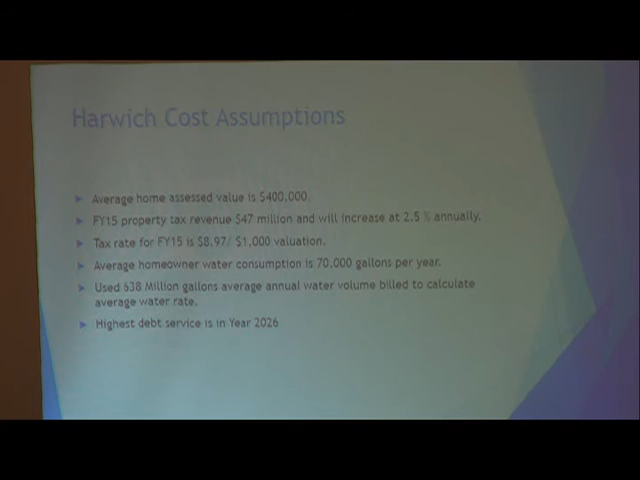 Harwich Cost Assumptions
Average home assessed value is $400,000.
FY15 property tax revenue $47 million and will increase at 2.5 % annually.
Tax rate for FY15 is $8.97/ $1,000 valuation.
Average homeowner water consumption is 70,000 gallons per year.
Used 638 Million gallons average annual water volume billed to calculate
average water rate.
Highest debt service is in Year 2026